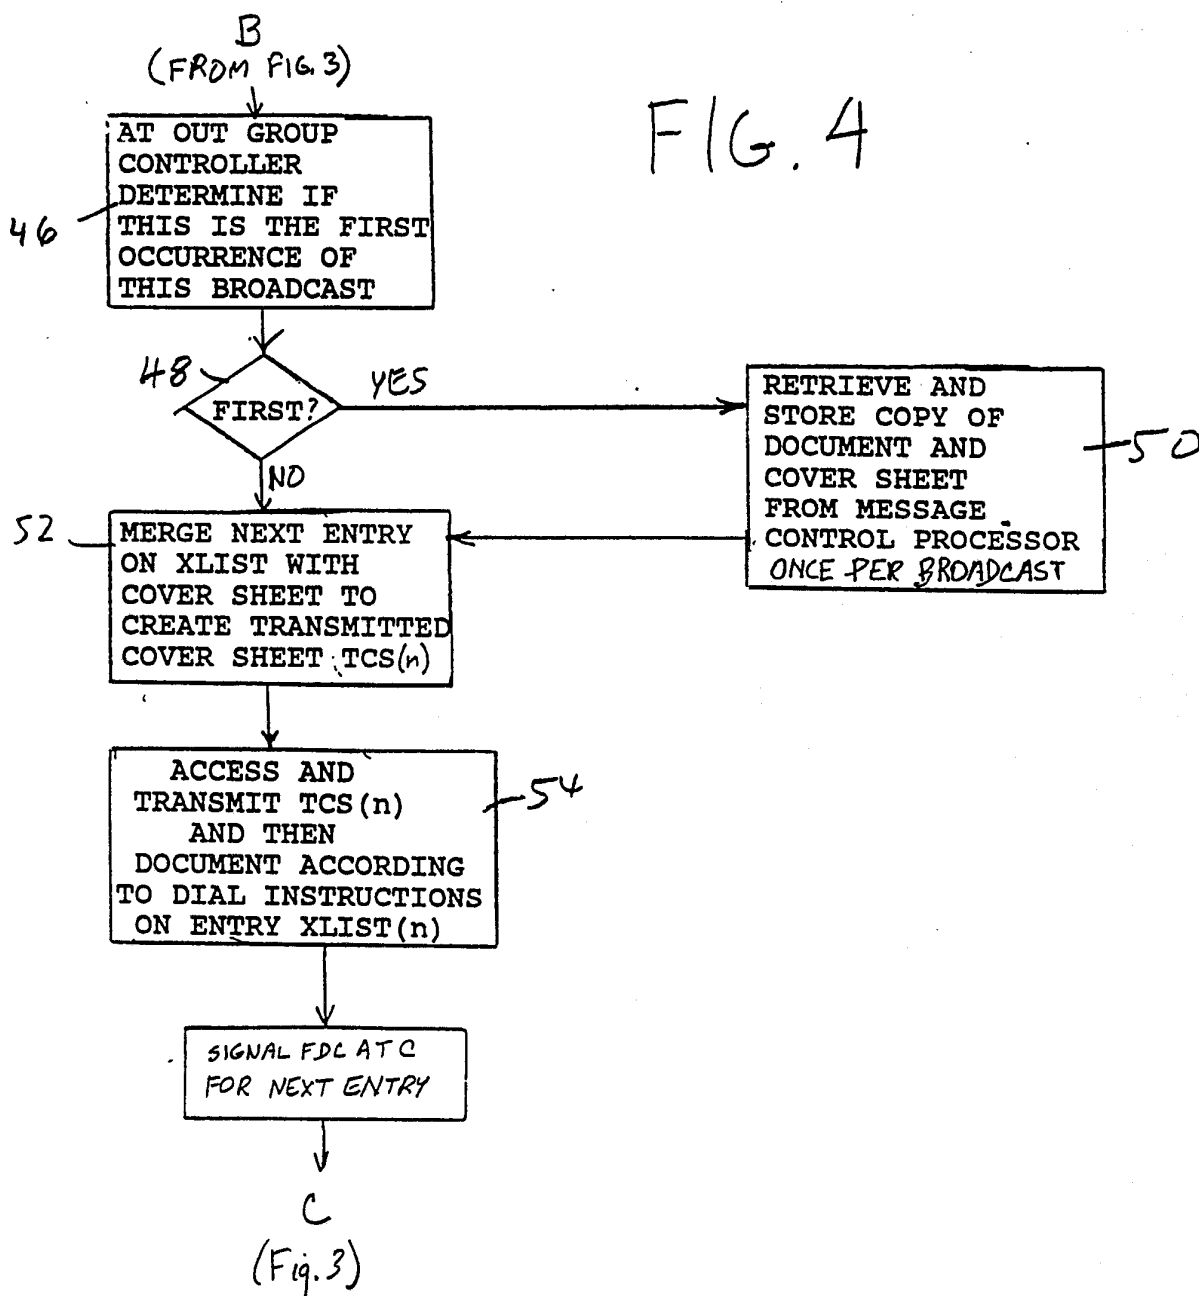 B
(FROM FIG. 3)
FIG. 4
AT OUT GROUP
CONTROLLER
DETERMINE IF
THIS IS THE FIRST
OCCURRENCE OF
THIS BROADCAST
46
48
FIRST?
YES
NO
RETRIEVE AND
STORE COPY OF
DOCUMENT AND
COVER SHEET
FROM MESSAGE
CONTROL PROCESSOR
ONCE PER BROADCAST
50
52
MERGE NEXT ENTRY
ON XLIST WITH
COVER SHEET TO
CREATE TRANSMITTED
COVER SHEET TCS(n)
ACCESS AND
TRANSMIT TCS(n)
AND THEN
DOCUMENT ACCORDING
TO DIAL INSTRUCTIONS
ON ENTRY XLIST(n)
54
SIGNAL FDC AT C
FOR NEXT ENTRY
C
(Fig. 3)